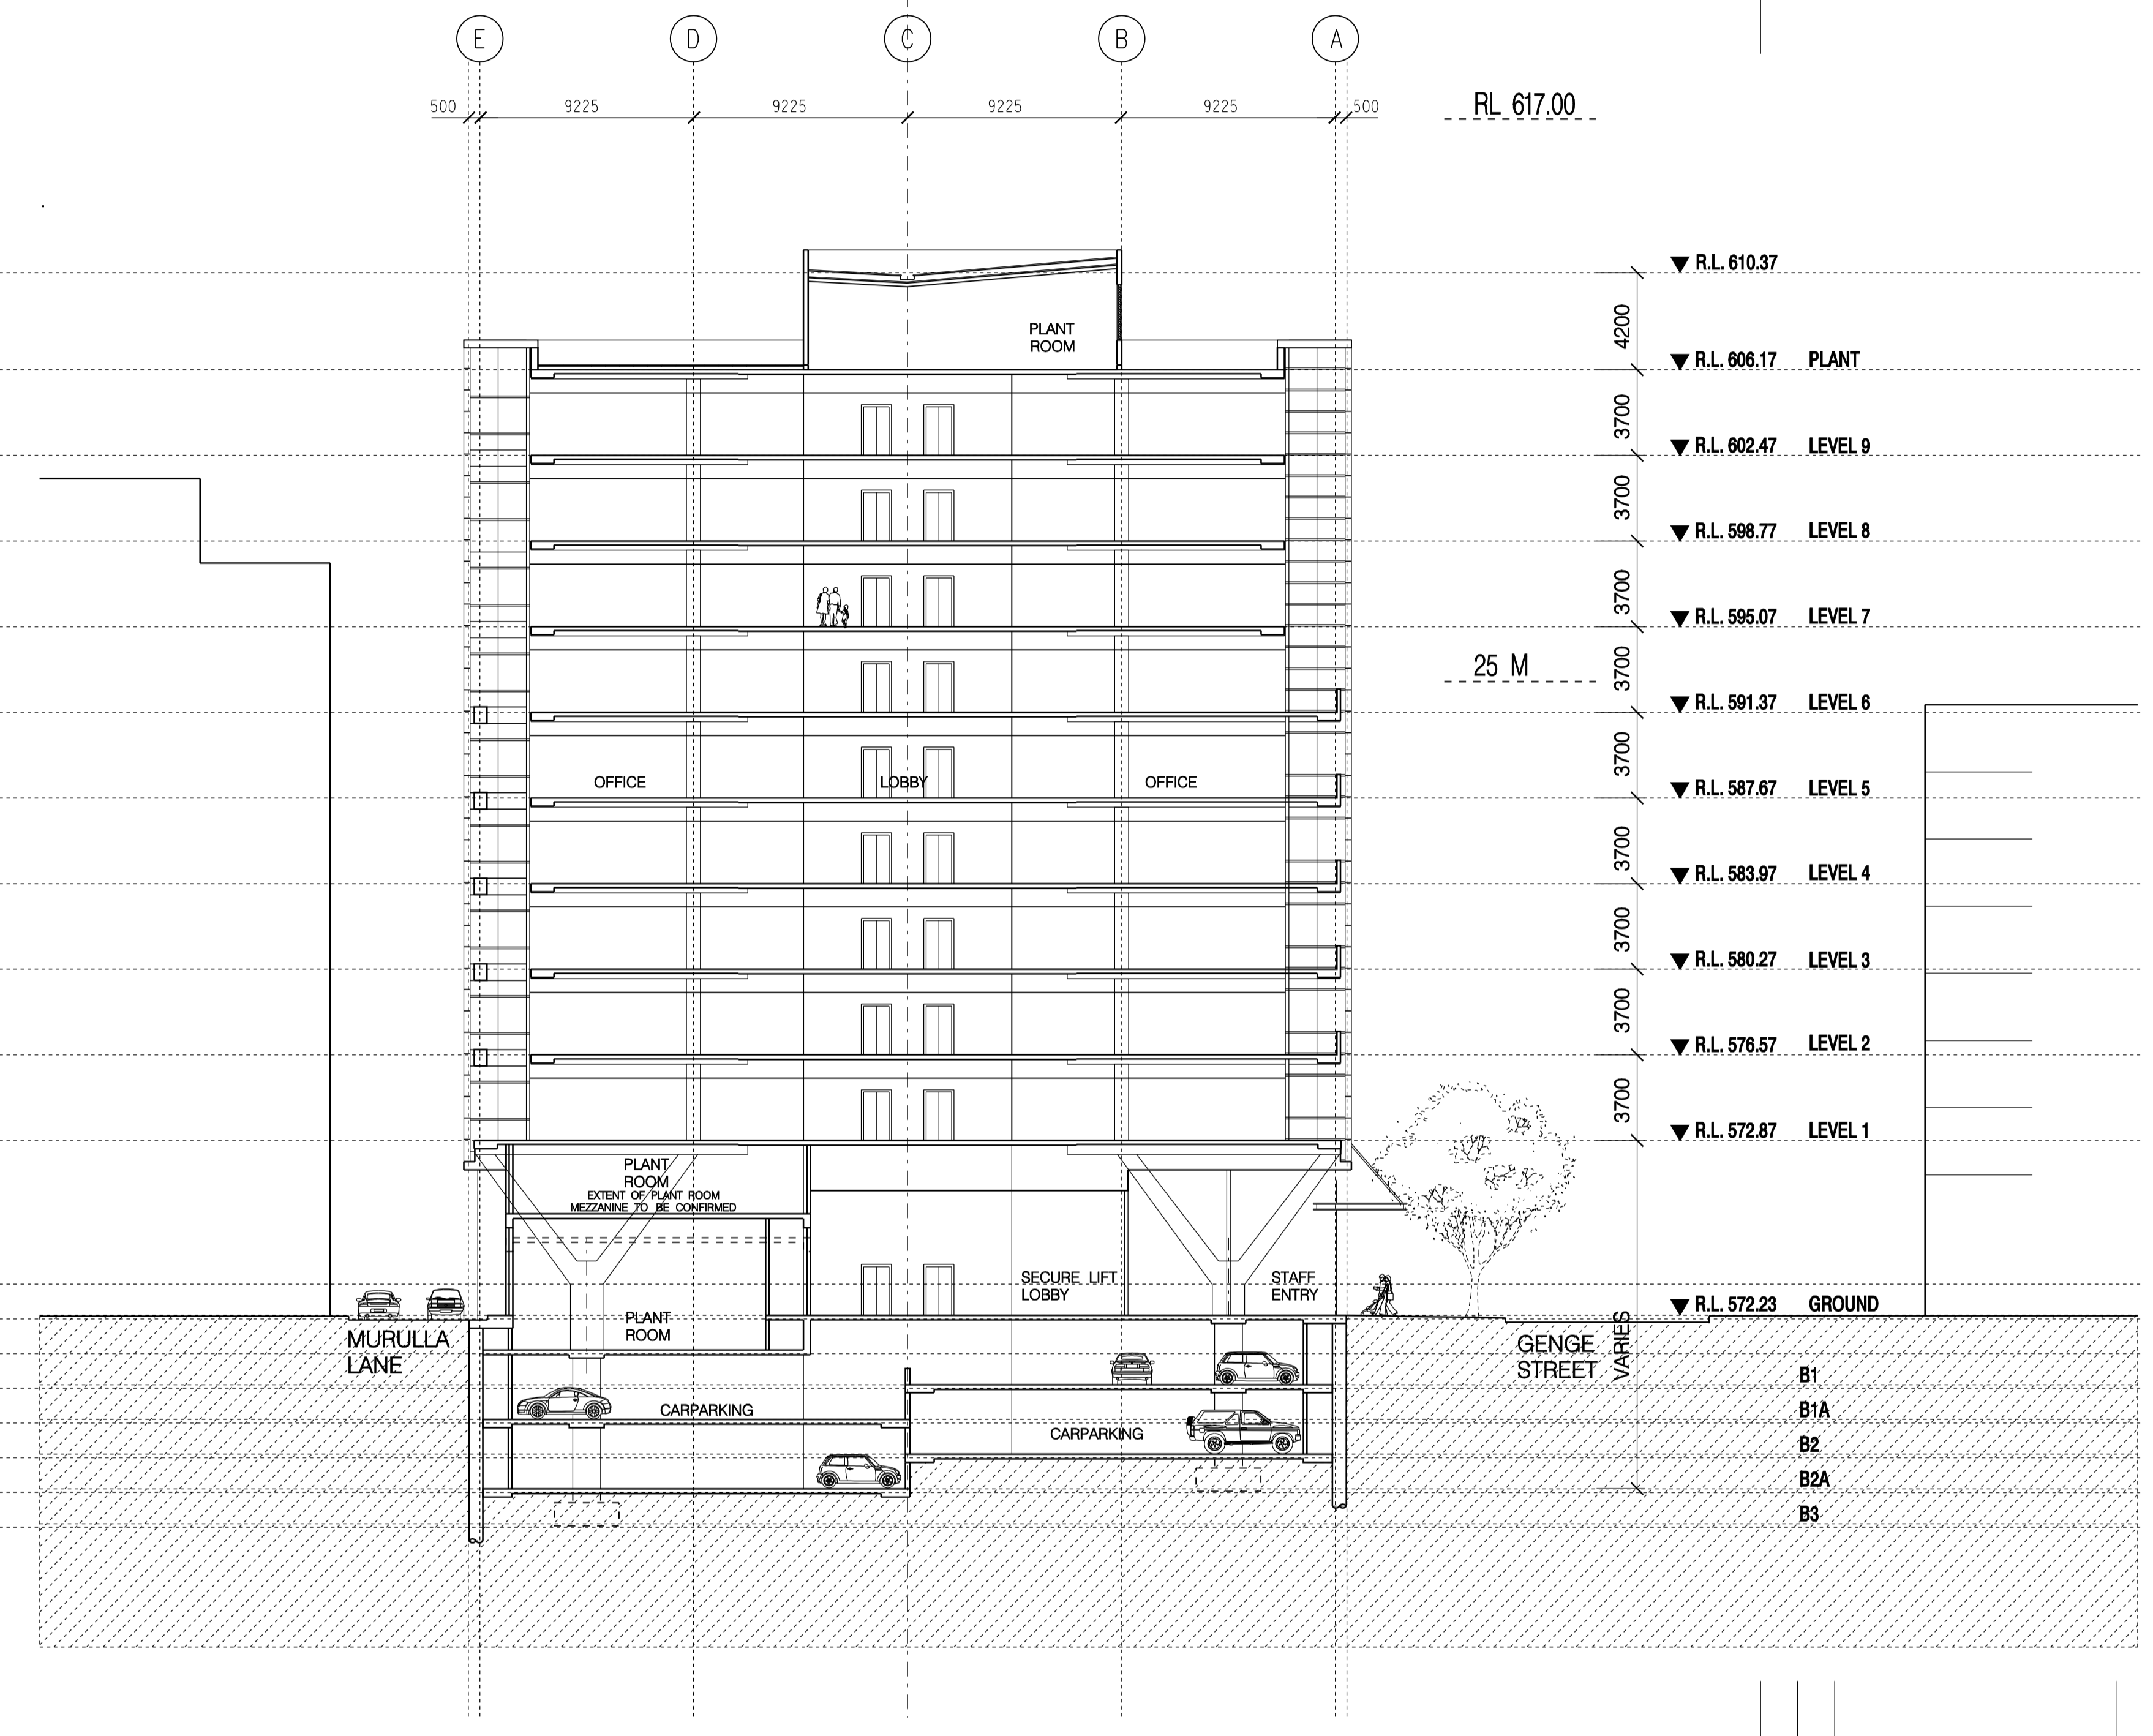 E D C B A
500 9225 9225 9225 9225 500
RL 617.00
R.L. 610.37
4200
PLANT
ROOM
R.L. 606.17 PLANT
3700
R.L. 602.47 LEVEL 9
3700
R.L. 598.77 LEVEL 8
3700
R.L. 595.07 LEVEL 7
25 M
3700
R.L. 591.37 LEVEL 6
3700
OFFICE LOBBY OFFICE
R.L. 587.67 LEVEL 5
3700
R.L. 583.97 LEVEL 4
3700
R.L. 580.27 LEVEL 3
3700
R.L. 576.57 LEVEL 2
3700
R.L. 572.87 LEVEL 1
PLANT
ROOM
EXTENT OF PLANT ROOM
MEZZANINE TO BE CONFIRMED
SECURE LIFT
LOBBY
STAFF
ENTRY
R.L. 572.23 GROUND
PLANT
ROOM
MURULLA
LANE
GENGE
STREET
VARIES
B1
CARPARKING
B1A
CARPARKING
B2
B2A
B3